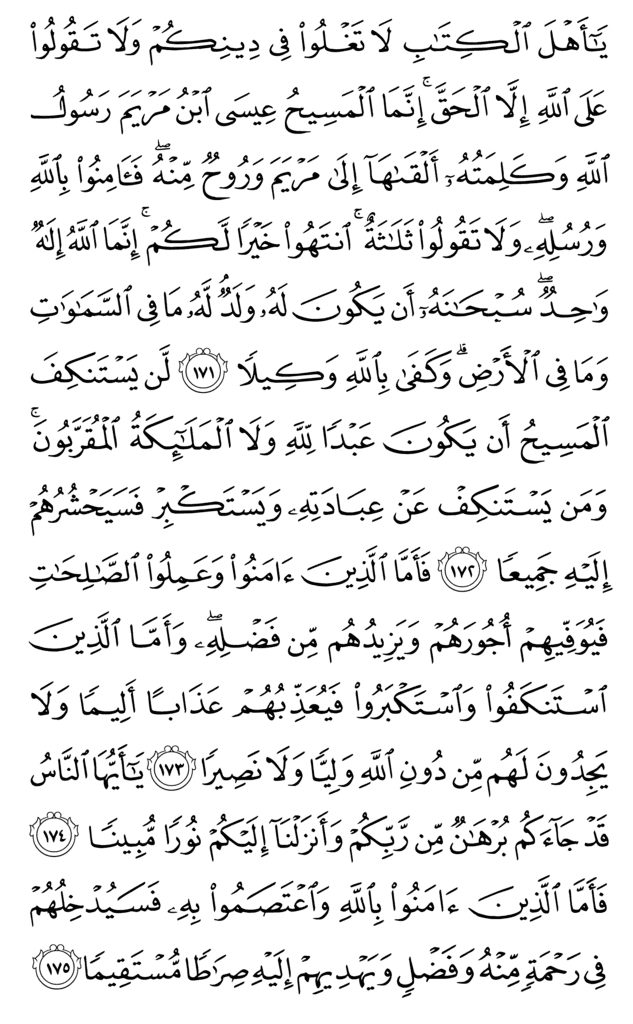 يَٰٓأَهۡلَ ٱلۡكِتَٰبِ لَا تَغۡلُواْ فِي دِينِكُمۡ وَلَا تَقُولُواْ
عَلَى ٱللَّهِ إِلَّا ٱلۡحَقَّۚ إِنَّمَا ٱلۡمَسِيحُ عِيسَى ٱبۡنُ مَرۡيَمَ رَسُولُ
ٱللَّهِ وَكَلِمَتُهُۥٓ أَلۡقَىٰهَآ إِلَىٰ مَرۡيَمَ وَرُوحٞ مِّنۡهُۖ فَـَٔامِنُواْ بِٱللَّهِ
وَرُسُلِهِۦۖ وَلَا تَقُولُواْ ثَلَٰثَةٌۚ ٱنتَهُواْ خَيۡرٗا لَّكُمۡۚ إِنَّمَا ٱللَّهُ إِلَٰهٞ
وَٰحِدٞۖ سُبۡحَٰنَهُۥٓ أَن يَكُونَ لَهُۥ وَلَدٞۘ لَّهُۥ مَا فِي ٱلسَّمَٰوَٰتِ
وَمَا فِي ٱلۡأَرۡضِۗ وَكَفَىٰ بِٱللَّهِ وَكِيلٗا ١٧١ لَّن يَسۡتَنكِفَ
ٱلۡمَسِيحُ أَن يَكُونَ عَبۡدٗا لِّلَّهِ وَلَا ٱلۡمَلَٰٓئِكَةُ ٱلۡمُقَرَّبُونَۚ
وَمَن يَسۡتَنكِفۡ عَنۡ عِبَادَتِهِۦ وَيَسۡتَكۡبِرۡ فَسَيَحۡشُرُهُمۡ
إِلَيۡهِ جَمِيعٗا ١٧٢ فَأَمَّا ٱلَّذِينَ ءَامَنُواْ وَعَمِلُواْ ٱلصَّٰلِحَٰتِ
فَيُوَفِّيهِمۡ أُجُورَهُمۡ وَيَزِيدُهُم مِّن فَضۡلِهِۦۖ وَأَمَّا ٱلَّذِينَ
ٱسۡتَنكَفُواْ وَٱسۡتَكۡبَرُواْ فَيُعَذِّبُهُمۡ عَذَابًا أَلِيمٗا وَلَا
يَجِدُونَ لَهُم مِّن دُونِ ٱللَّهِ وَلِيّٗا وَلَا نَصِيرٗا ١٧٣ يَٰٓأَيُّهَا ٱلنَّاسُ
قَدۡ جَآءَكُم بُرۡهَٰنٞ مِّن رَّبِّكُمۡ وَأَنزَلۡنَآ إِلَيۡكُمۡ نُورٗا مُّبِينٗا ١٧٤
فَأَمَّا ٱلَّذِينَ ءَامَنُواْ بِٱللَّهِ وَٱعۡتَصَمُواْ بِهِۦ فَسَيُدۡخِلُهُمۡ
فِي رَحۡمَةٖ مِّنۡهُ وَفَضۡلٖ وَيَهۡدِيهِمۡ إِلَيۡهِ صِرَٰطٗا مُّسۡتَقِيمٗا ١٧٥